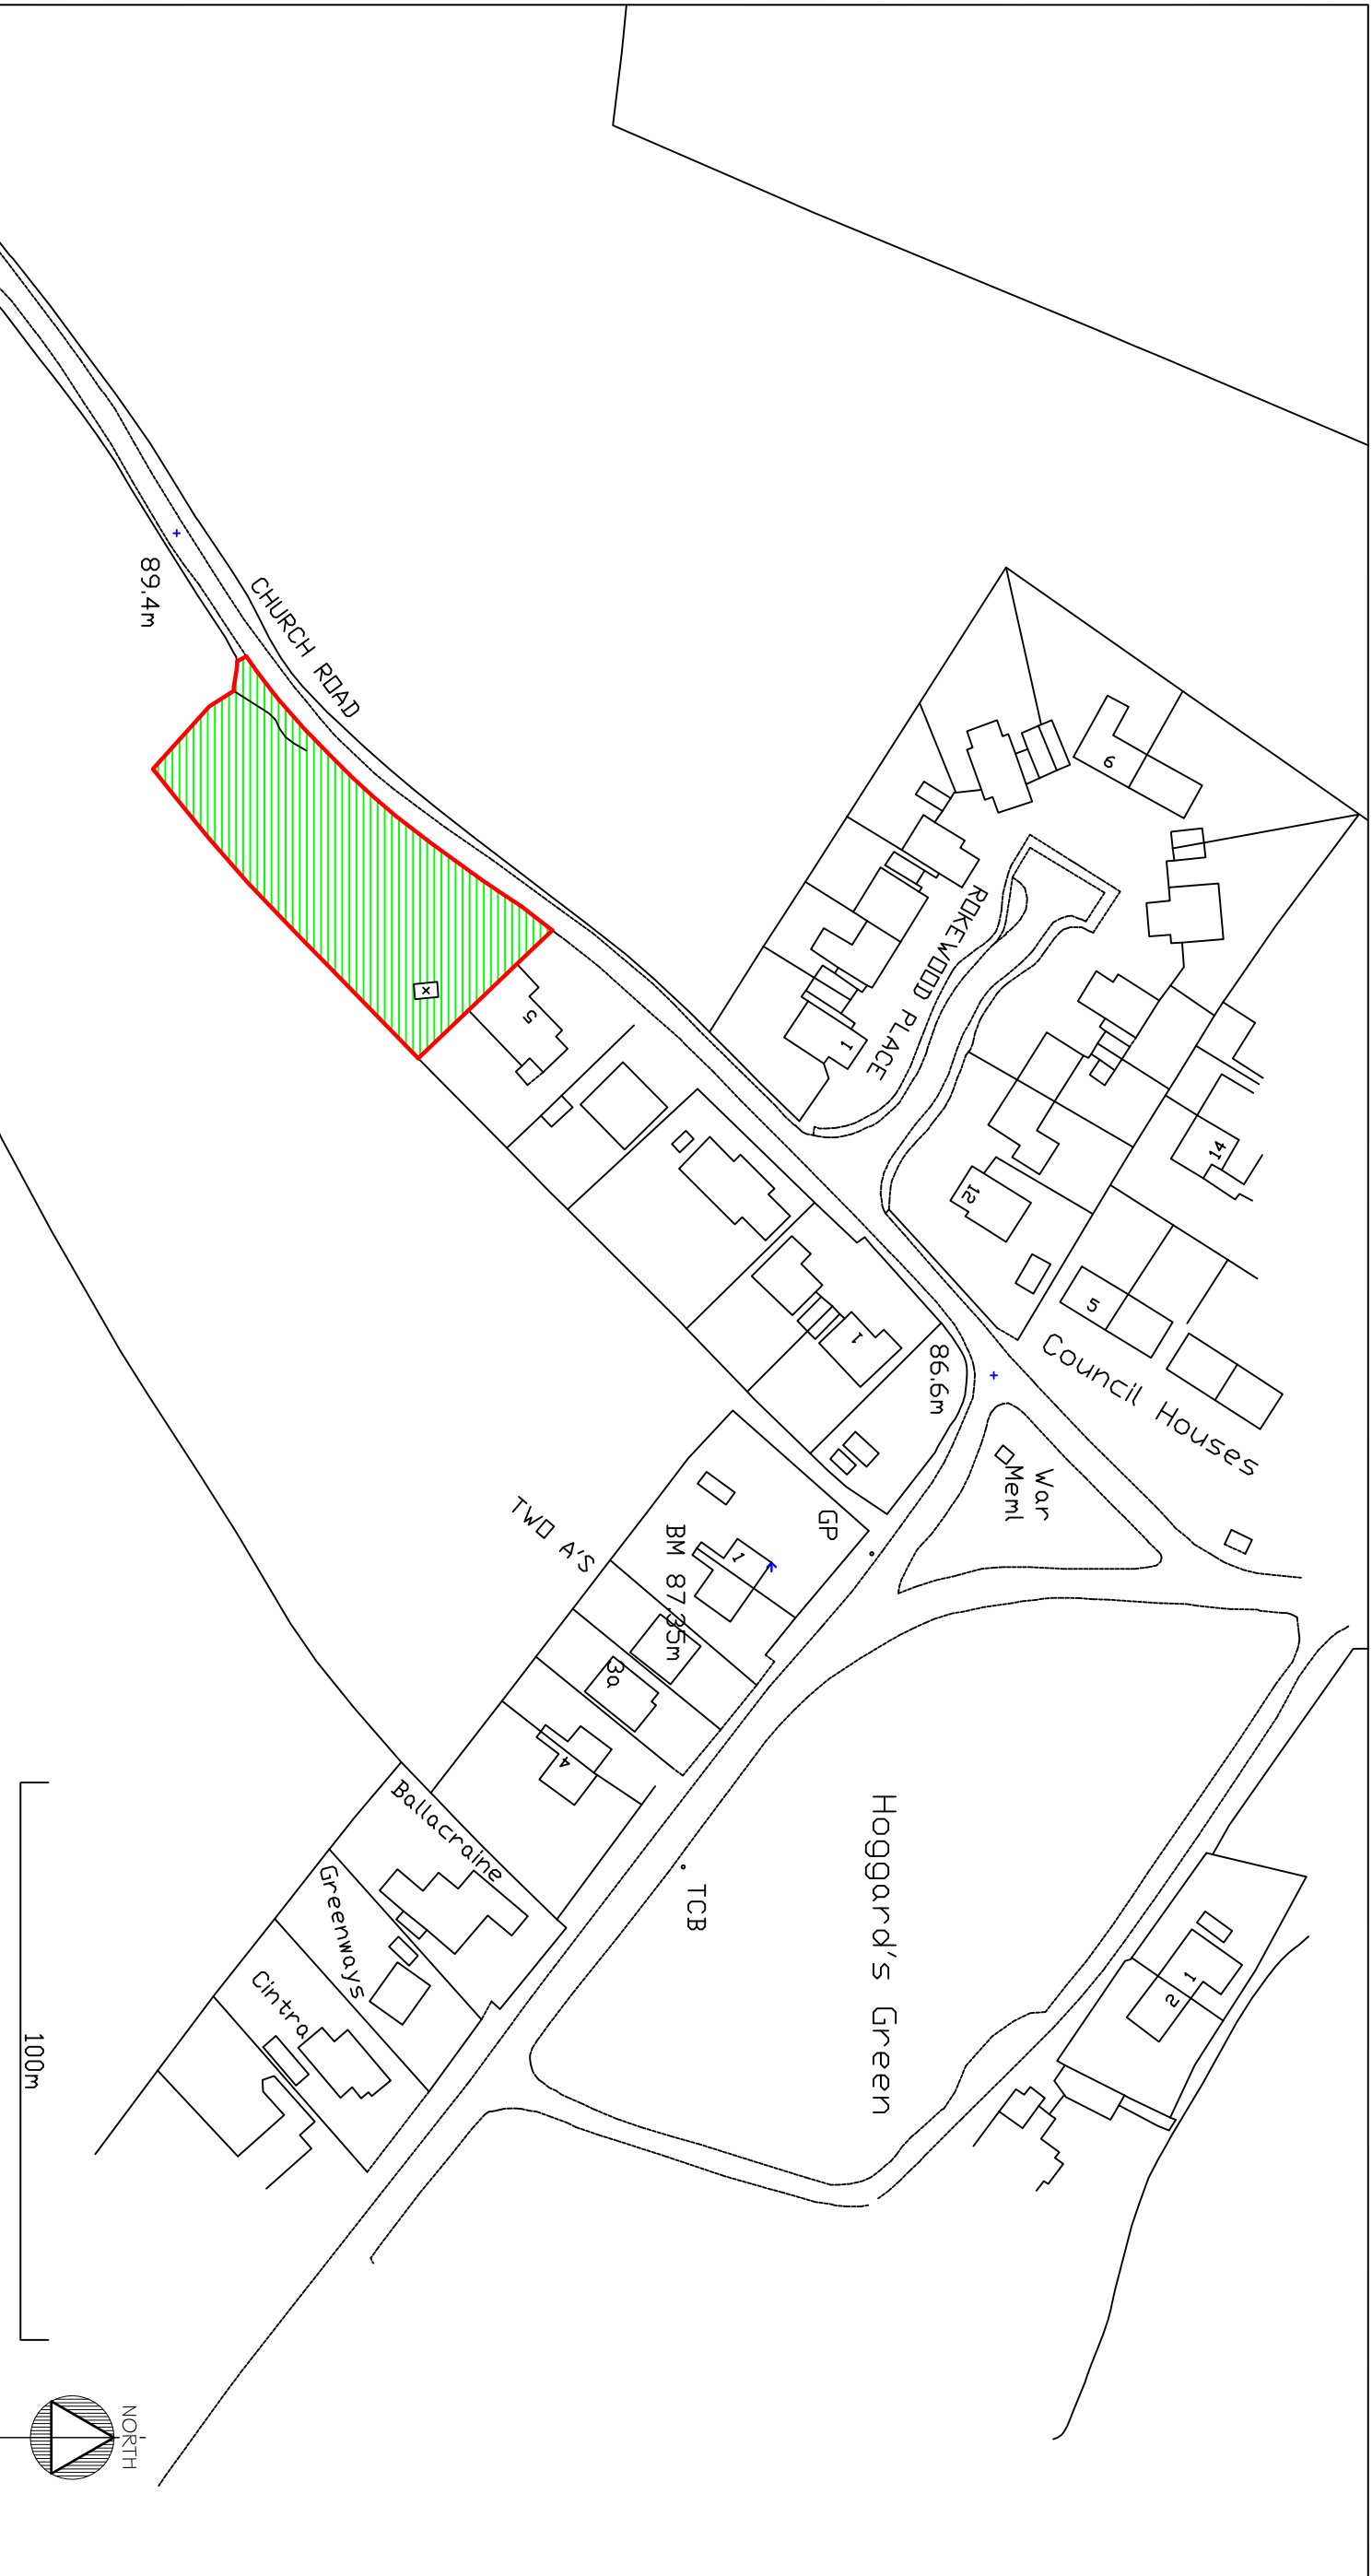 6
ROKEWOOD PLACE
1
12
14
5
Council Houses
CHURCH ROAD
89.4m
x
5
1
86.6m
War
Meml
GP
1
BM 87.35m
TWO A'S
3a
4
Hoggard's Green
TCB
Ballacraine
Greenways
Cintra
1
2
100m
NORTH